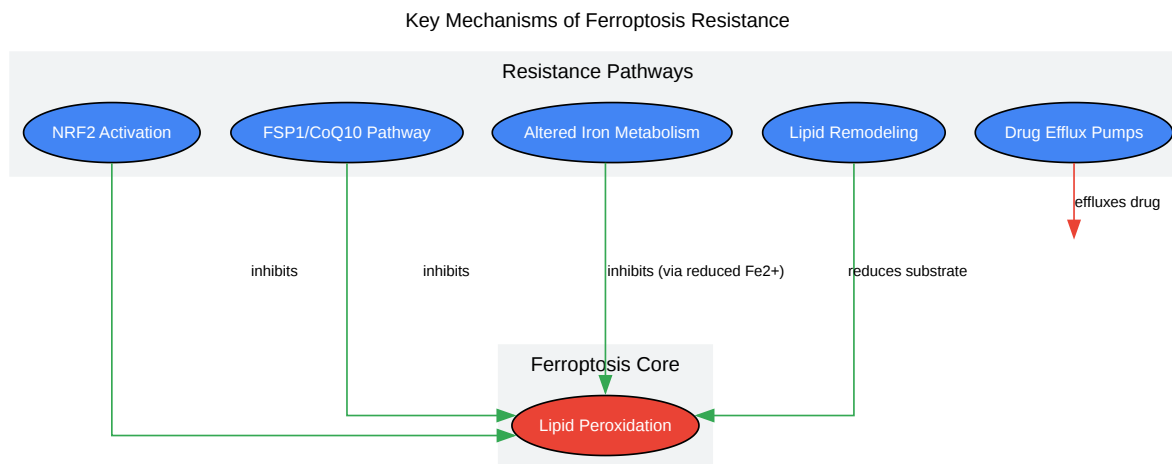 Key Mechanisms of Ferroptosis Resistance
Resistance Pathways
NRF2 Activation
FSP1/CoQ10 Pathway
Altered Iron Metabolism
Lipid Remodeling
Drug Efflux Pumps
effluxes drug
inhibits
inhibits
inhibits (via reduced Fe2+)
reduces substrate
Ferroptosis Core
Lipid Peroxidation